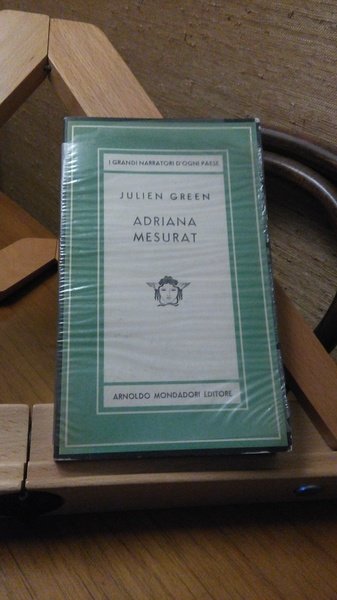 I GRANDI NARRATORI D'OGNI PAESE
JULIEN GREEN
ADRIANA
MESURAT
ARNOLDO MONDADORI EDITORE